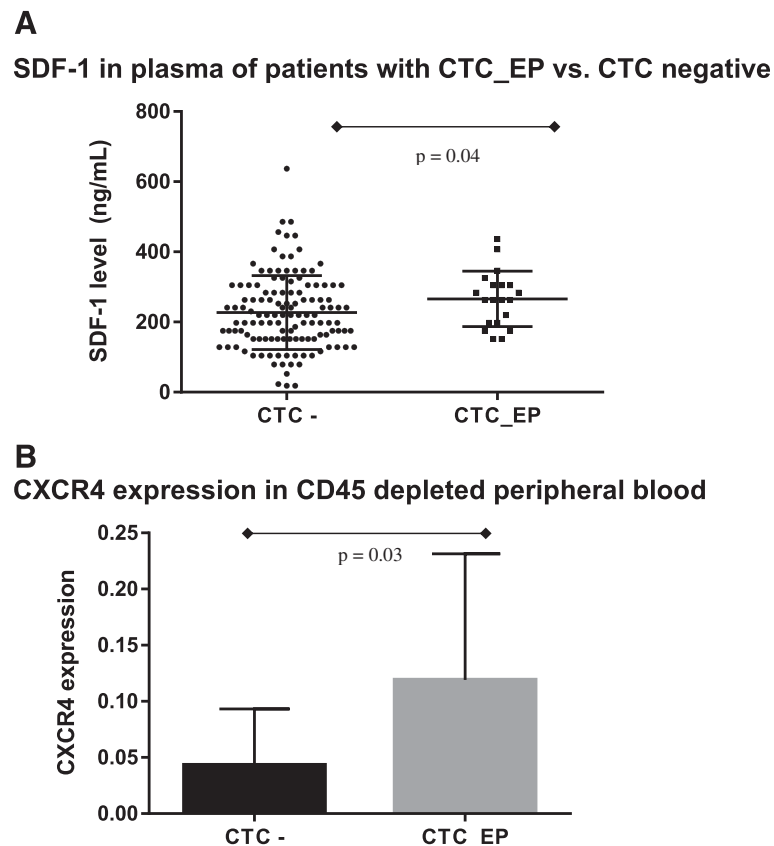 A
SDF-1 in plasma of patients with CTC_EP vs. CTC negative
800
p = 0.04
600
SDF-1 level (ng/mL)
400
200
0
CTC -
CTC_EP
B
CXCR4 expression in CD45 depleted peripheral blood
0.25
p = 0.03
0.20
0.15
CXCR4 expression
0.10
0.05
0.00
CTC -
CTC EP